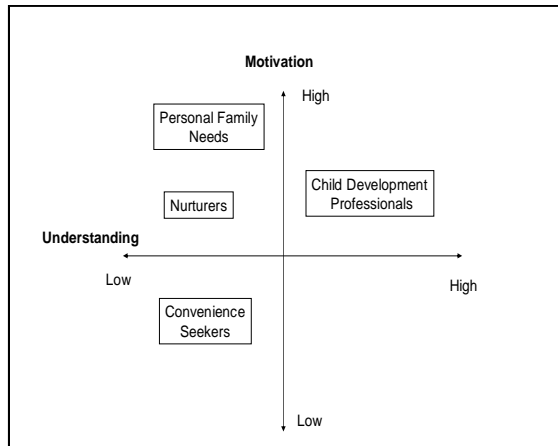 Motivation
High
Personal Family
Needs
Child Development
Professionals
Nurturers
Understanding
Low
High
Convenience
Seekers
Low